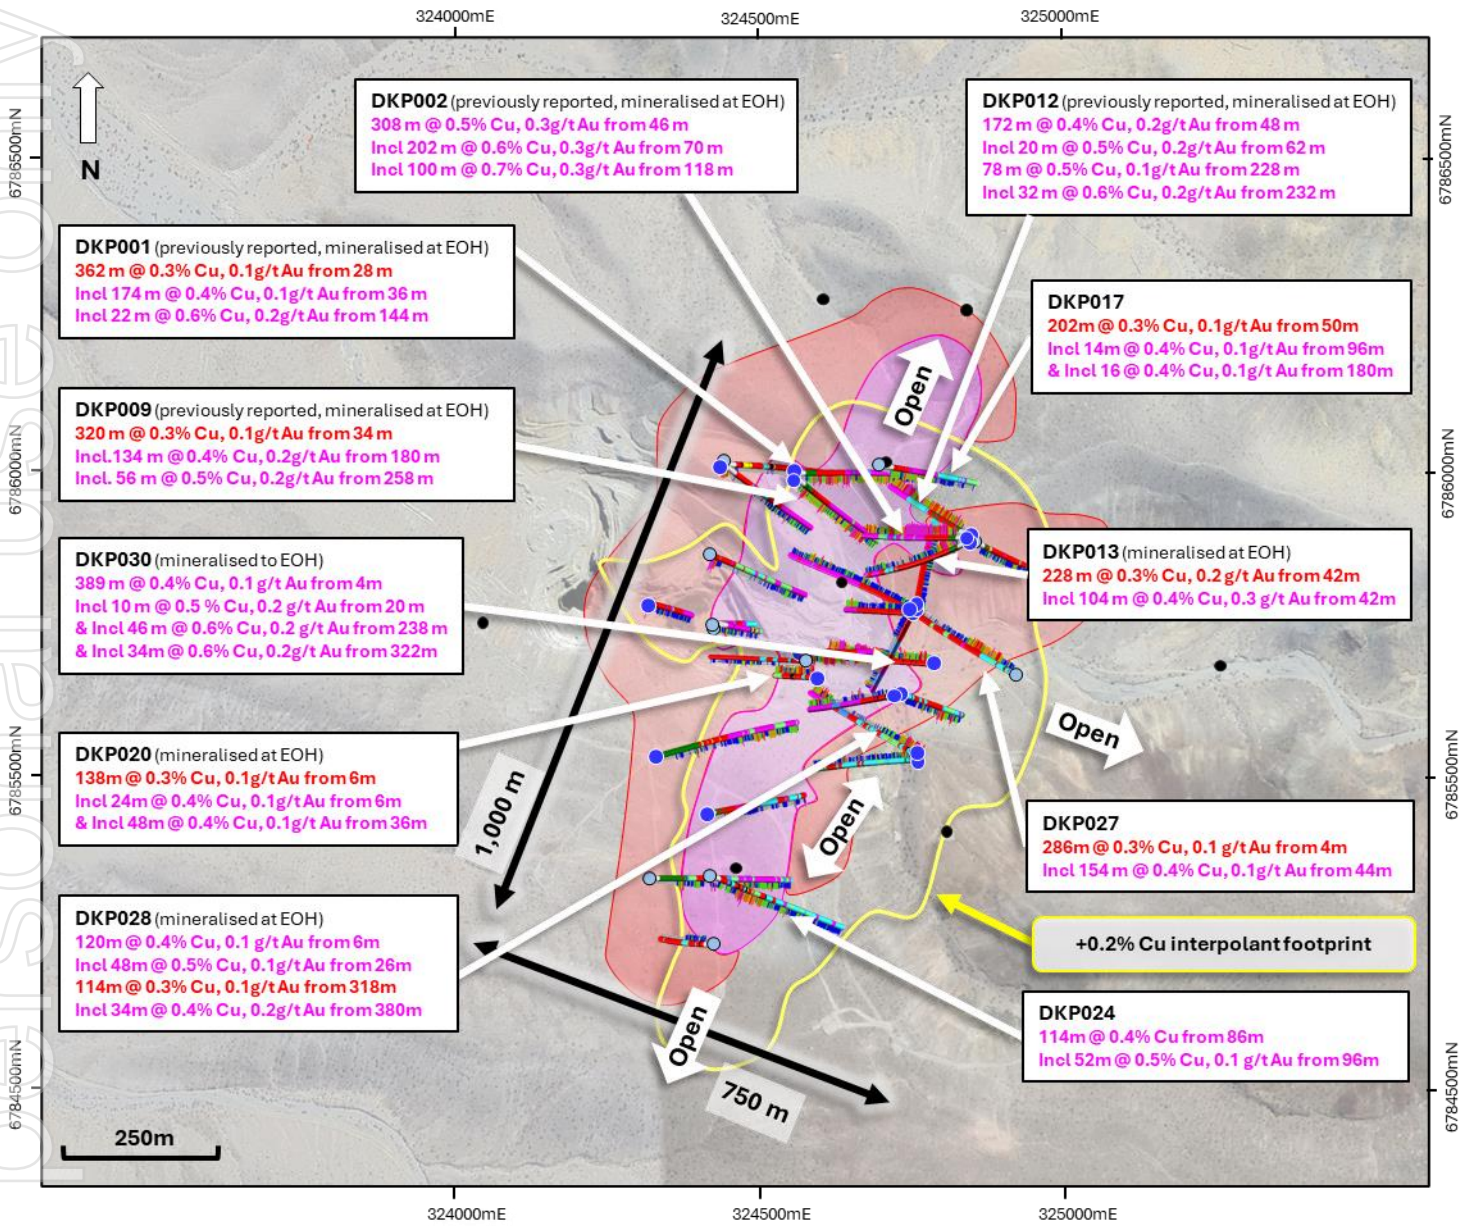 324000mE
324500mE
325000mE
6786500mN
6786000mN
6785500mN
6784500mN
6786500mN
6786000mN
6785500mN
6784500mN
For personal use only
N
DKP002 (previously reported, mineralised at EOH)
308 m @ 0.5% Cu, 0.3g/t Au from 46 m
Incl 202 m @ 0.6% Cu, 0.3g/t Au from 70 m
Incl 100 m @ 0.7% Cu, 0.3g/t Au from 118 m
DKP012 (previously reported, mineralised at EOH)
172 m @ 0.4% Cu, 0.2g/t Au from 48 m
Incl 20 m @ 0.5% Cu, 0.2g/t Au from 62 m
78 m @ 0.5% Cu, 0.1g/t Au from 228 m
Incl 32 m @ 0.6% Cu, 0.2g/t Au from 232 m
DKP001 (previously reported, mineralised at EOH)
362 m @ 0.3% Cu, 0.1g/t Au from 28 m
Incl 174 m @ 0.4% Cu, 0.1g/t Au from 36 m
Incl 22 m @ 0.6% Cu, 0.2g/t Au from 144 m
DKP017
202m @ 0.3% Cu, 0.1g/t Au from 50m
Incl 14m @ 0.4% Cu, 0.1g/t Au from 96m
& Incl 16 @ 0.4% Cu, 0.1g/t Au from 180m
DKP009 (previously reported, mineralised at EOH)
320 m @ 0.3% Cu, 0.1g/t Au from 34 m
Incl.134 m @ 0.4% Cu, 0.2g/t Au from 180 m
Incl. 56 m @ 0.5% Cu, 0.2g/t Au from 258 m
Open
DKP030 (mineralised to EOH)
389 m @ 0.4% Cu, 0.1 g/t Au from 4m
Incl 10 m @ 0.5 % Cu, 0.2 g/t Au from 20 m
& Incl 46 m @ 0.6% Cu, 0.2 g/t Au from 238 m
& Incl 34m @ 0.6% Cu, 0.2g/t Au from 322m
DKP013 (mineralised at EOH)
228 m @ 0.3% Cu, 0.2 g/t Au from 42m
Incl 104 m @ 0.4% Cu, 0.3 g/t Au from 42m
Open
DKP020 (mineralised at EOH)
138m @ 0.3% Cu, 0.1g/t Au from 6m
Incl 24m @ 0.4% Cu, 0.1g/t Au from 6m
& Incl 48m @ 0.4% Cu, 0.1g/t Au from 36m
1,000 m
Open
DKP027
286m @ 0.3% Cu, 0.1 g/t Au from 4m
Incl 154 m @ 0.4% Cu, 0.1g/t Au from 44m
DKP028 (mineralised at EOH)
120m @ 0.4% Cu, 0.1 g/t Au from 6m
Incl 48m @ 0.5% Cu, 0.1g/t Au from 26m
114m @ 0.3% Cu, 0.1g/t Au from 318m
Incl 34m @ 0.4% Cu, 0.2g/t Au from 380m
+0.2% Cu interpolant footprint
DKP024
114m @ 0.4% Cu from 86m
Incl 52m @ 0.5% Cu, 0.1 g/t Au from 96m
Open
750 m
250m
324000mE
324500mE
325000mE